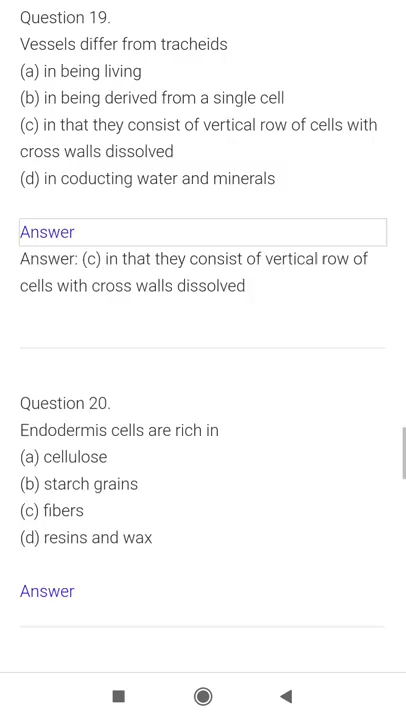 Question 19.
Vessels differ from tracheids
(a) in being living
(b) in being derived from a single cell
(c) in that they consist of vertical row of cells with
cross walls dissolved
(d) in coducting water and minerals
Answer
Answer: (c) in that they consist of vertical row of
cells with cross walls dissolved
Question 20.
Endodermis cells are rich in
(a) cellulose
(b) starch grains
(c) fibers
(d) resins and wax
Answer